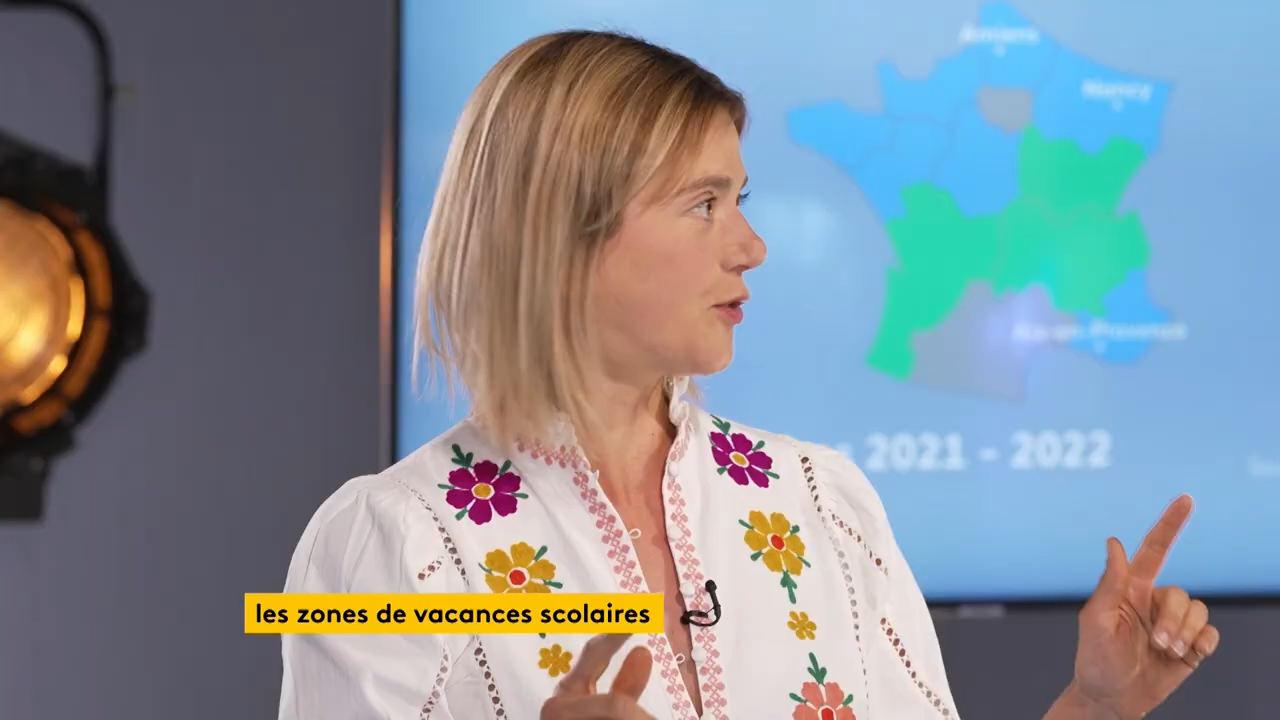 Amiens
Nancy
Aix-en-Provence
2021 - 2022
les zones de vacances scolaires